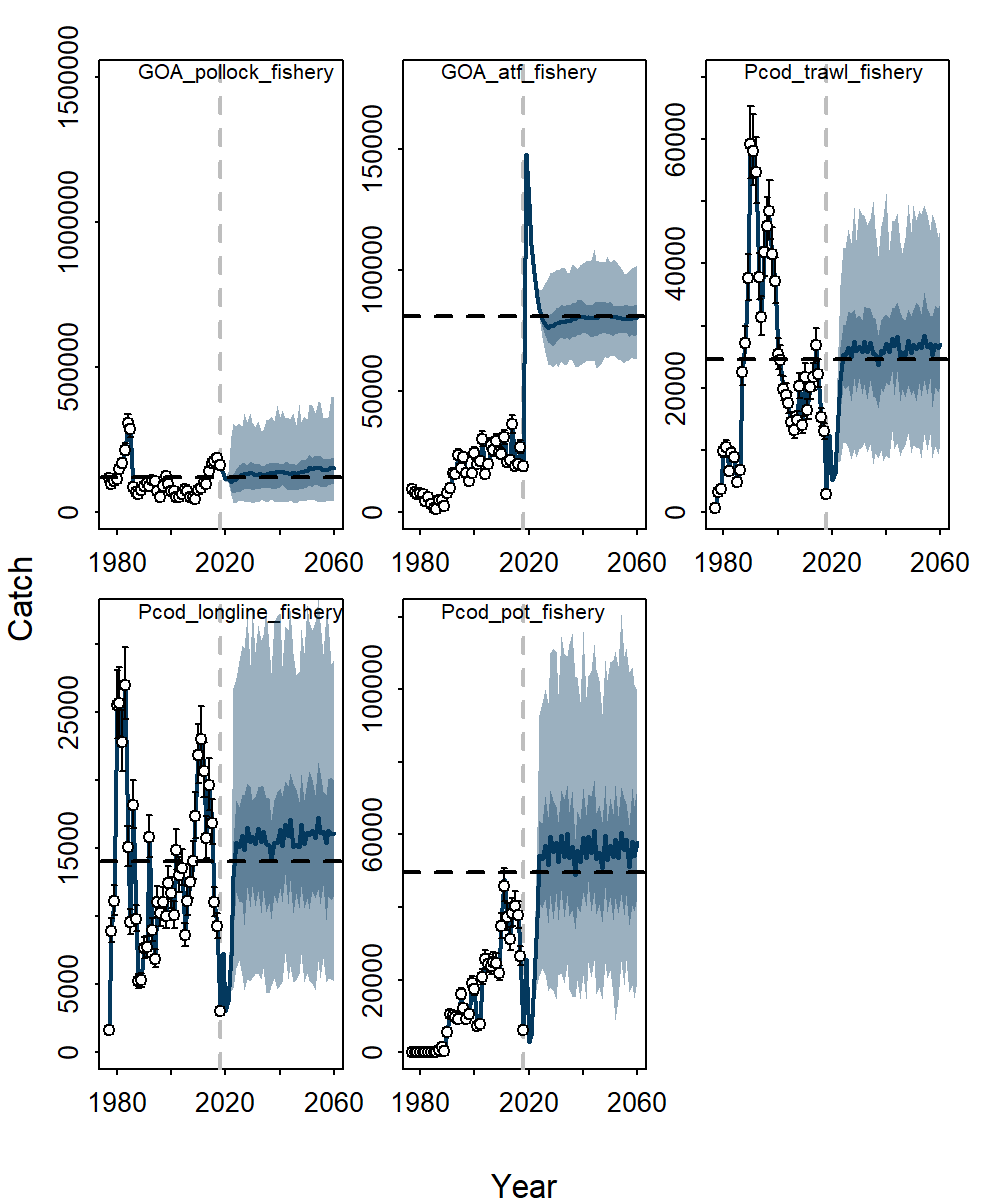 GOA_pollock_fishery
GOA_atf_fishery
Pcod_trawl_fishery
1500000
1000000
500000
0
150000
100000
50000
0
60000
40000
20000
0
1980 2020 2060
1980 2020 2060
1980 2020 2060
Catch
Pcod_longline_fishery
Pcod_pot_fishery
25000
15000
5000
0
100000
60000
20000
0
1980 2020 2060
1980 2020 2060
Year